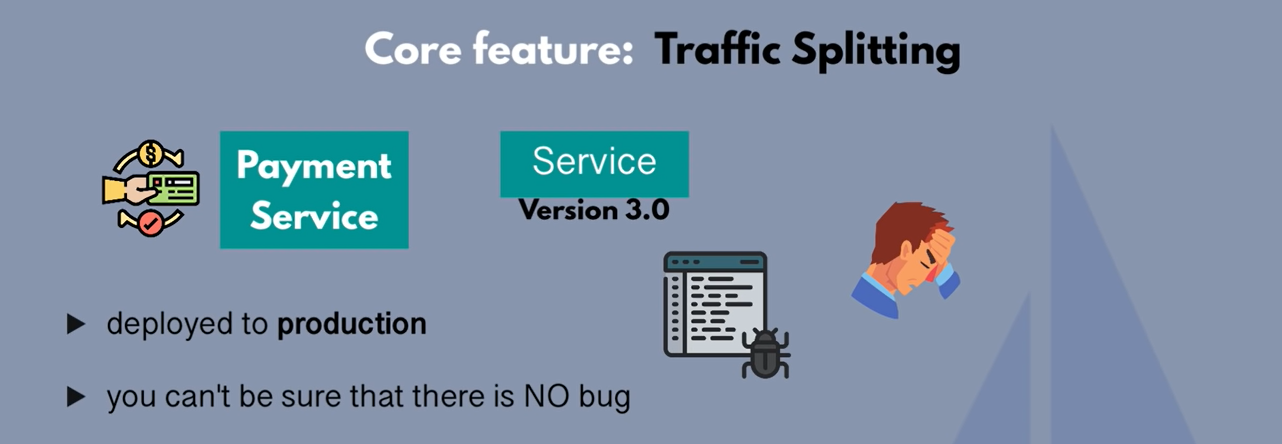 Core feature: Traffic Splitting
Payment
Service
Service
Version 3.0
deployed to production
you can't be sure that there is NO bug